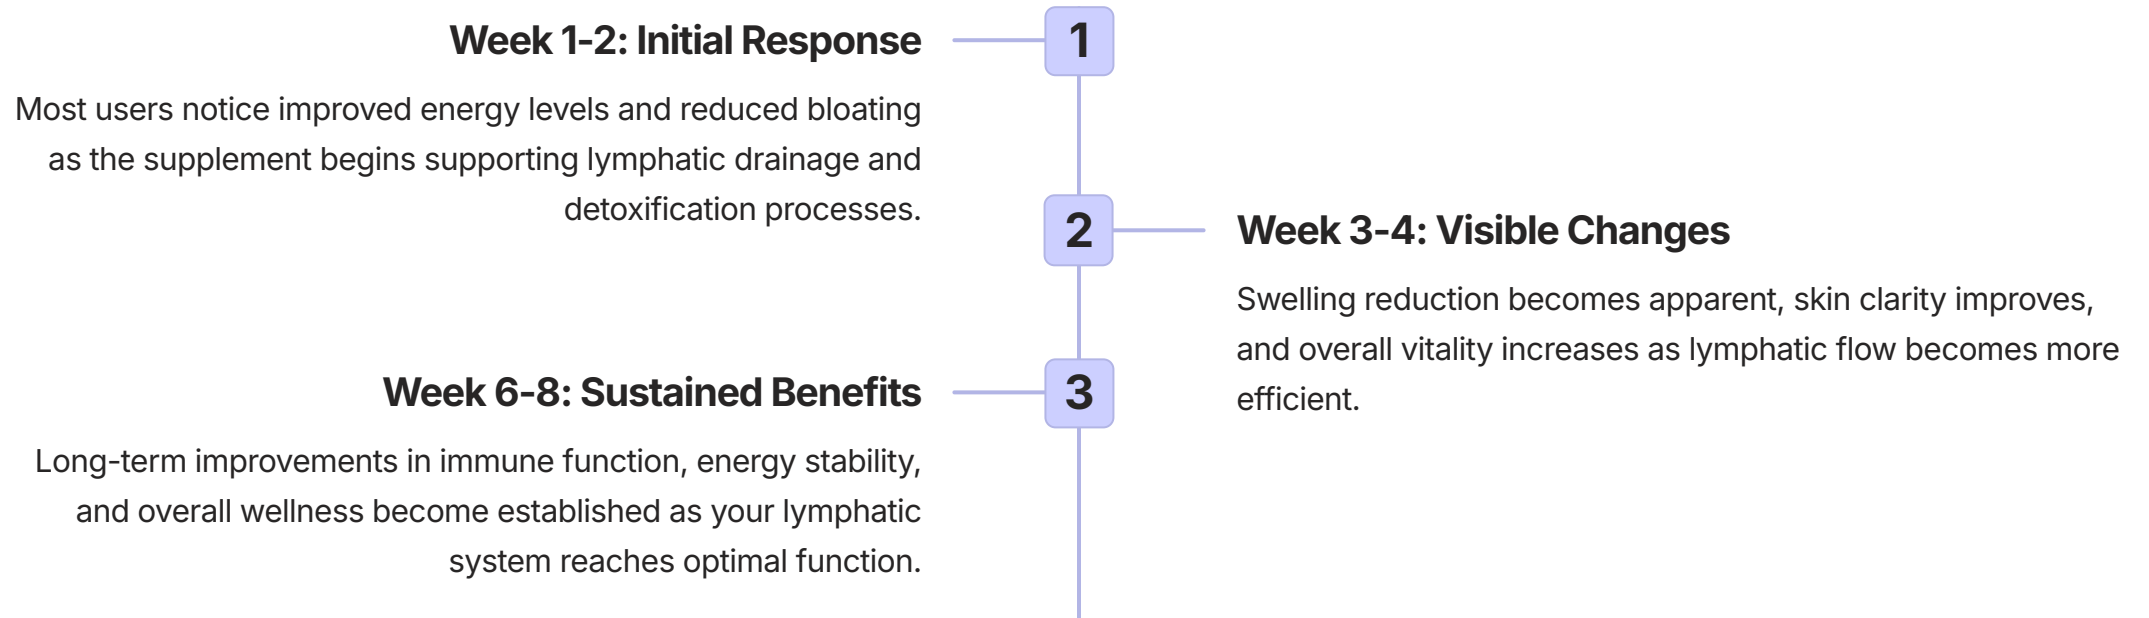 Week 1-2: Initial Response
1
Most users notice improved energy levels and reduced bloating
as the supplement begins supporting lymphatic drainage and
detoxification processes.
2
Week 3-4: Visible Changes
Swelling reduction becomes apparent, skin clarity improves,
and overall vitality increases as lymphatic flow becomes more
efficient.
Week 6-8: Sustained Benefits
3
Long-term improvements in immune function, energy stability,
and overall wellness become established as your lymphatic
system reaches optimal function.